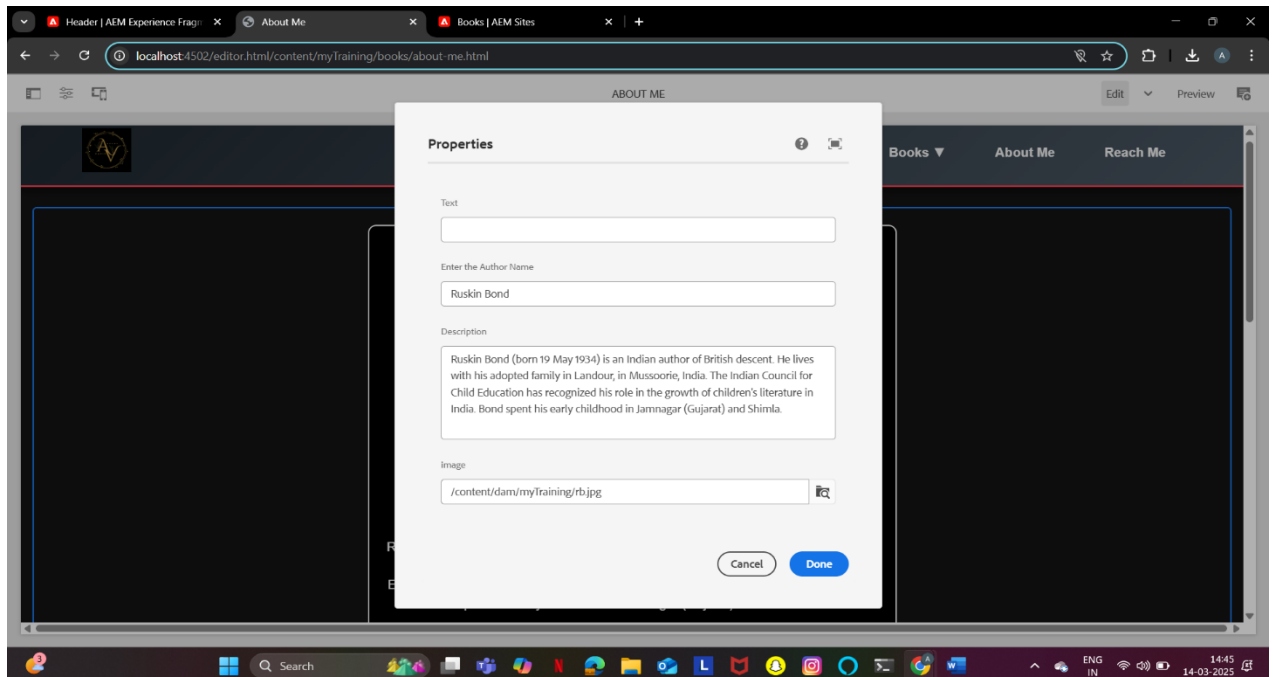 Header | AEM Experience Fragn
About Me
Books | AEM Sites
localhost:4502/editor.html/content/myTraining/books/about-me.html
A
ABOUT ME
Edit
Preview
AV
Books ▼
About Me
Reach Me
Properties
Text
Enter the Author Name
Ruskin Bond
Description
Ruskin Bond (born 19 May 1934) is an Indian author of British descent. He lives
with his adopted family in Landour, in Mussoorie, India. The Indian Council for
Child Education has recognized his role in the growth of children's literature in
India. Bond spent his early childhood in Jamnagar (Gujarat) and Shimla.
image
/content/dam/myTraining/rb.jpg
R
E
Cancel
Done
3
Search
ENG
IN
14:45
14-03-2025